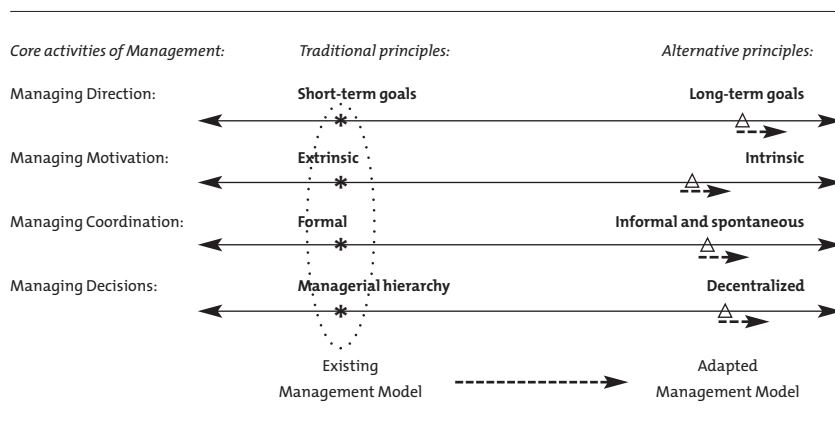 Core activities of Management: Traditional principles: Alternative principles:
Managing Direction: Short-term goals Long-term goals
Managing Motivation: Extrinsic Intrinsic
Managing Coordination: Formal Informal and spontaneous
Managing Decisions: Managerial hierarchy Decentralized
Existing Adapted
Management Model Management Model